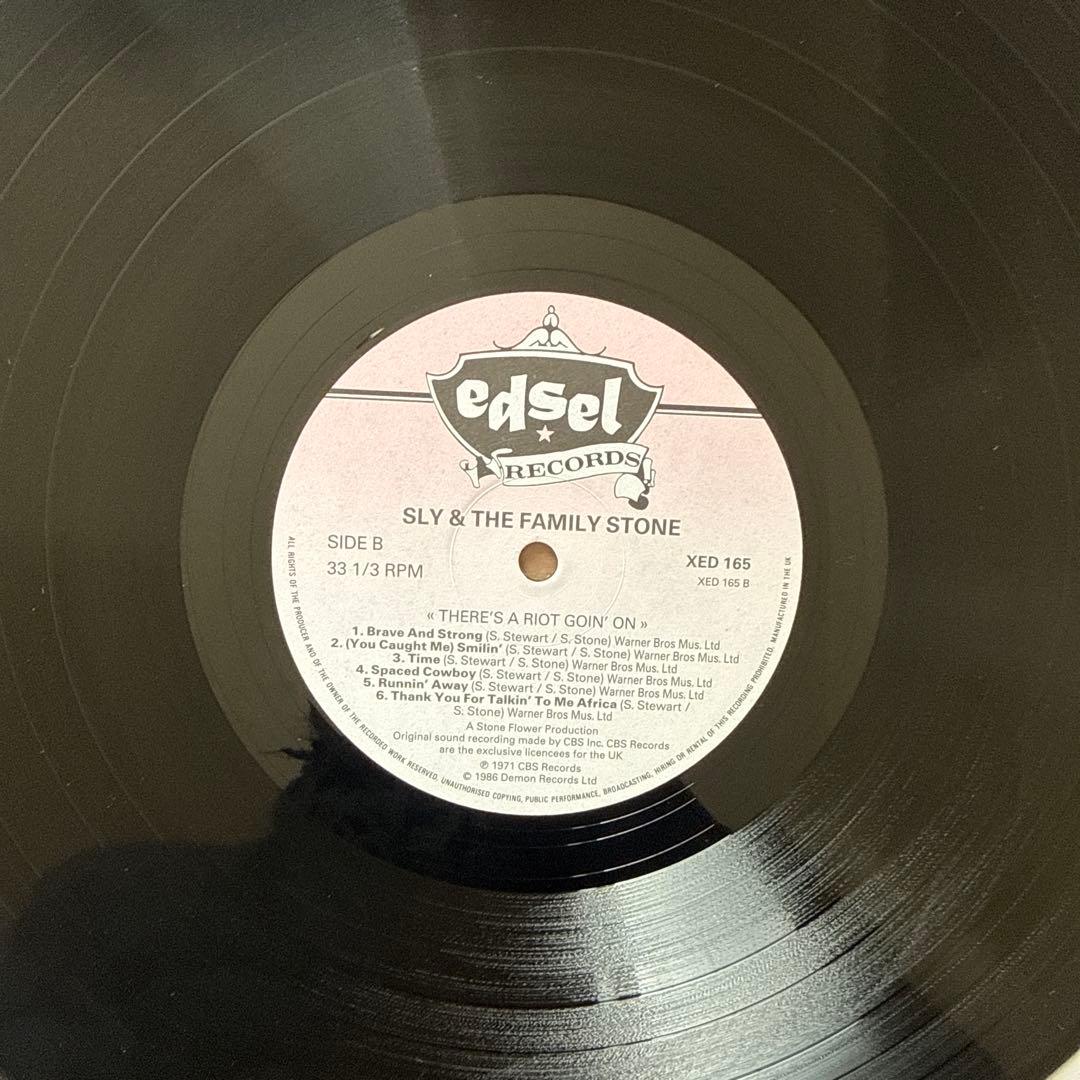 edsel
RECORDS
SLY & THE FAMILY STONE
SIDE B
33 1/3 RPM
XED 165
XED 165 B
« THERE'S A RIOT GOIN' ON »
1. Brave And Strong (S. Stewart / S. Stone) Warner Bros Mus. Ltd
2. (You Caught Me) Smilin' (S. Stewart / S. Stone) Warner Bros Mus. Ltd
3. Time (S. Stewart / S. Stone) Warner Bros Mus. Ltd
4. Spaced Cowboy (S. Stewart / S. Stone) Warner Bros Mus. Ltd
5. Runnin' Away (S. Stewart / S. Stone) Warner Bros Mus. Ltd
6. Thank You For Talkin' To Me Africa (S. Stewart /
S. Stone) Warner Bros Mus. Ltd
A Stone Flower Production
Original sound recording made by CBS Inc. CBS Records
are the exclusive licencees for the UK
℗ 1971 CBS Records
© 1986 Demon Records Ltd
ALL RIGHTS OF THE PRODUCER AND OF THE OWNER OF THE RECORDED WORK RESERVED. UNAUTHORISED COPYING, PUBLIC PERFORMANCE, BROADCASTING, HIRING OR RENTAL OF THIS RECORDING PROHIBITED. MANUFACTURED IN THE UK